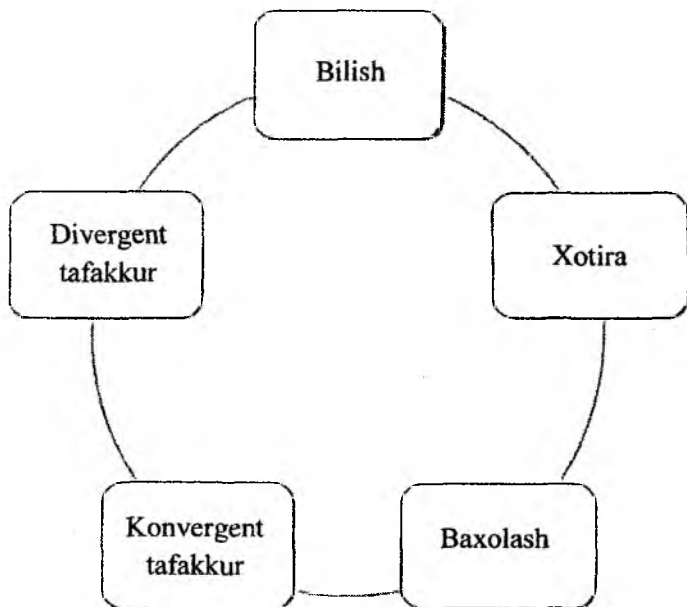 Bilish
Xotira
Baxolash
Konvergent
tafakkur
Divergent
tafakkur